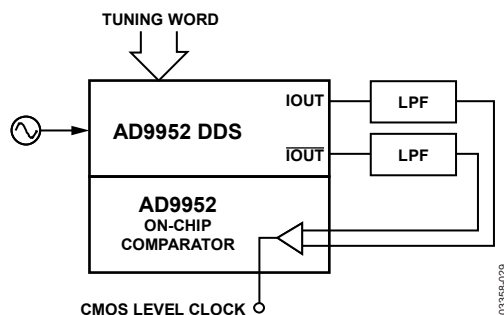 TUNING WORD
AD9952 DDS
IOUT
IOUT
LPF
LPF
AD9952
ON-CHIP
COMPARATOR
CMOS LEVEL CLOCK
03358-029